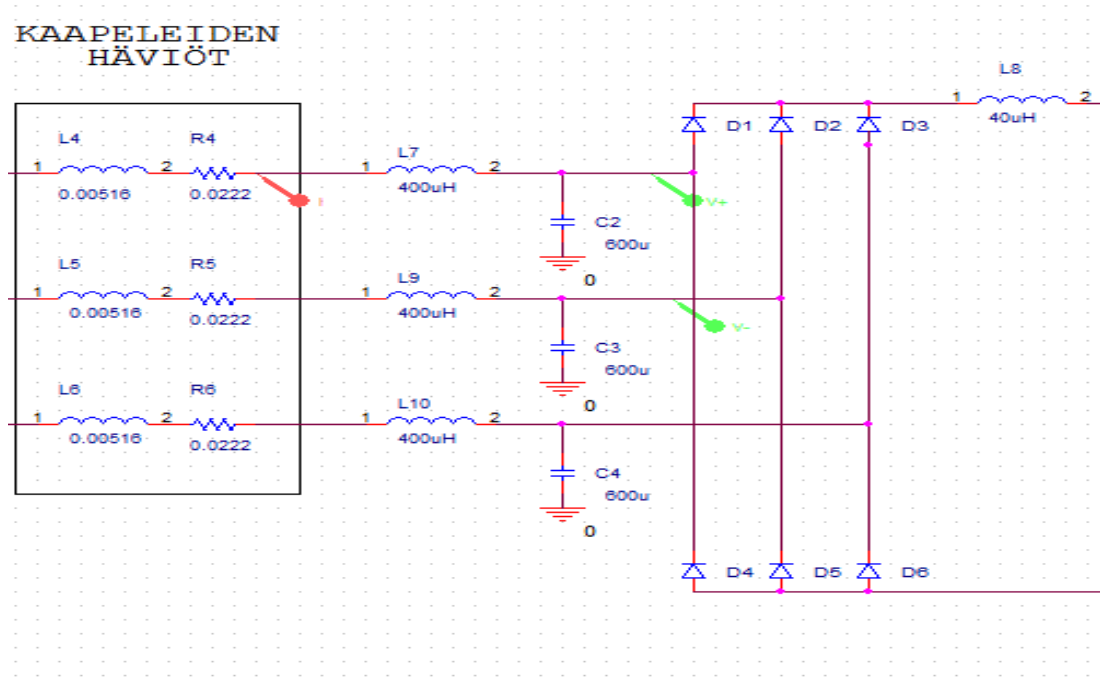 KAAPELEIDEN
HÄVIÖT
L8
1 2
40uH
D1 D2 D3
L4 R4
1 2
0.00516 0.0222
I
L7
1 2
400uH
V+
C2
600u
0
L5 R5
1 2
0.00516 0.0222
L9
1 2
400uH
V-
C3
600u
0
L6 R6
1 2
0.00516 0.0222
L10
1 2
400uH
C4
600u
0
D4 D5 D6